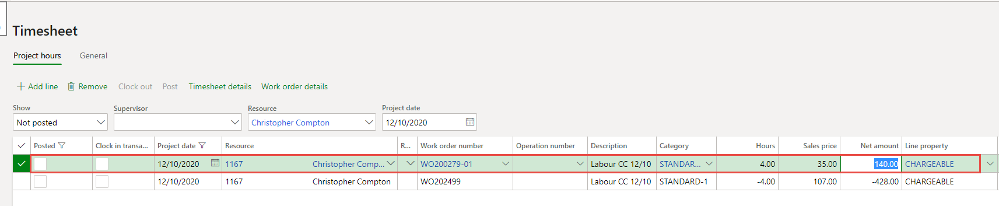 Timesheet
Project hours General
Add line Remove Clock out Post Timesheet details Work order details
Show Supervisor Resource Project date
Not posted Christopher Compton 12/10/2020
Posted Clock in transa... Project date Resource R... Work order number Operation number Description Category Hours Sales price Net amount Line property
12/10/2020 1167 Christopher Comp... WO200279-01 Labour CC 12/10 STANDAR... 4.00 35.00 140.00 CHARGEABLE
12/10/2020 1167 Christopher Compton WO202499 Labour CC 12/10 STANDARD-1 -4.00 107.00 -428.00 CHARGEABLE